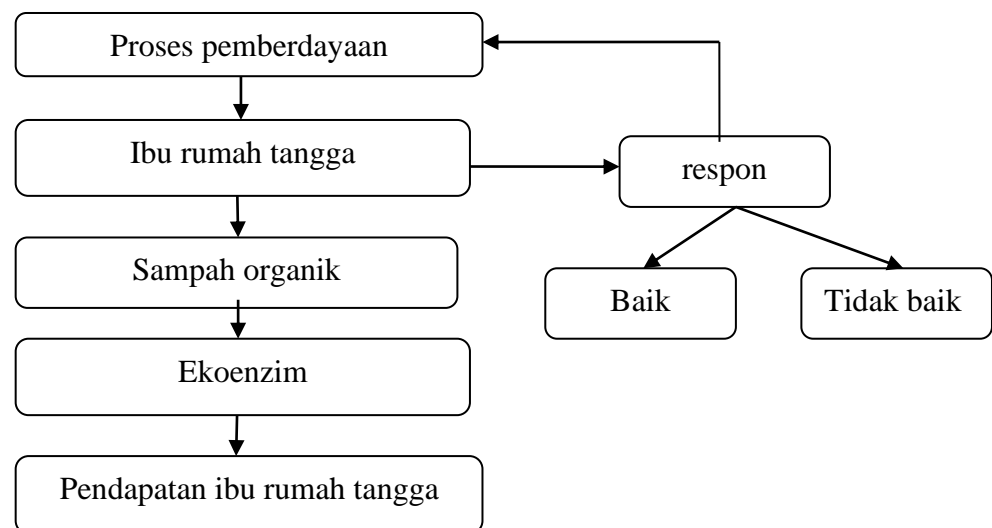 Proses pemberdayaan
Ibu rumah tangga
respon
Sampah organik
Baik
Tidak baik
Ekoenzim
Pendapatan ibu rumah tangga